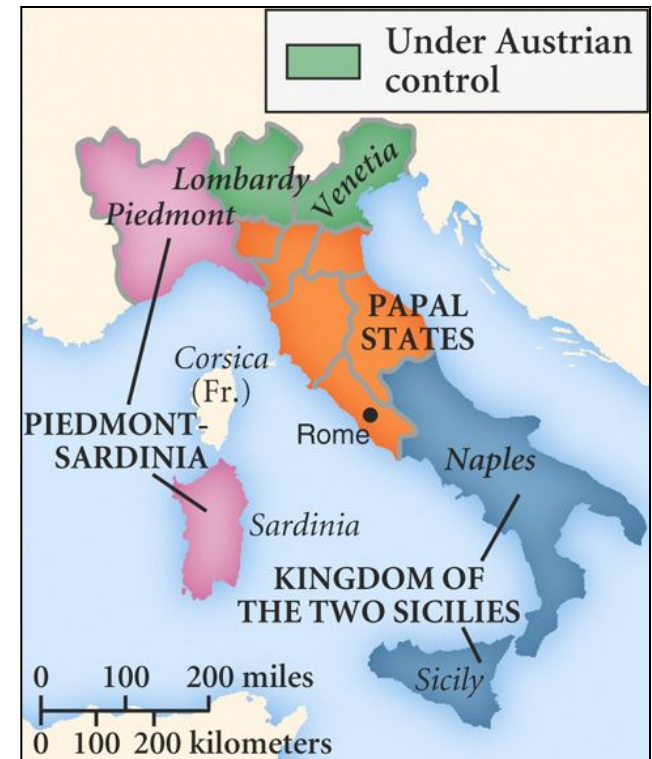 Under Austrian
control
Lombardy
Venetia
Piedmont
PAPAL
STATES
Corsica
(Fr.)
PIEDMONT-
SARDINIA
Rome
Naples
Sardinia
KINGDOM OF
THE TWO SICILIES
Sicily
0 100 200 miles
0 100 200 kilometers